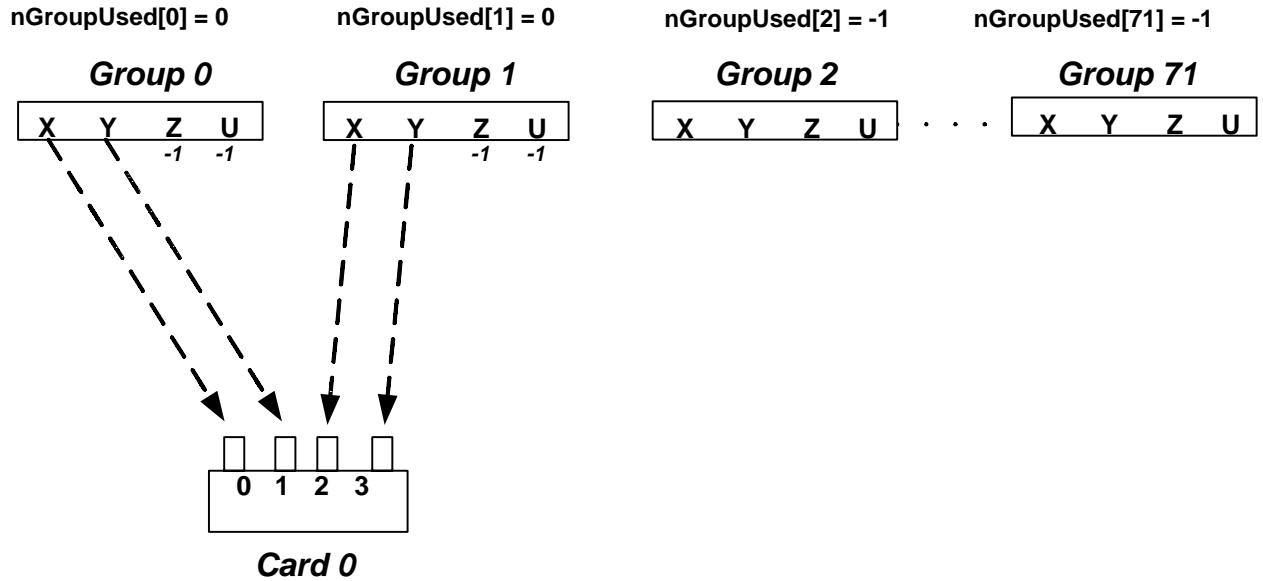 nGroupUsed[0] = 0 nGroupUsed[1] = 0 nGroupUsed[2] = -1 nGroupUsed[71] = -1
Group 0 Group 1 Group 2 Group 71
X Y Z U X Y Z U X Y Z U . . . . X Y Z U
-1 -1 -1 -1
0 1 2 3
Card 0